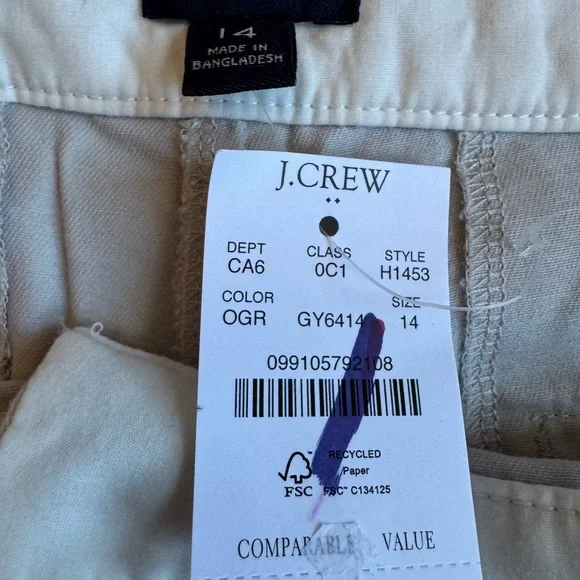 14
MADE IN
BANGLADESH
J.CREW
DEPT CLASS STYLE
CA6 0C1 H1453
COLOR SIZE
OGR GY6414 14
099105792108
RECYCLED
Paper
FSC FSC™ C134125
COMPARABLE VALUE